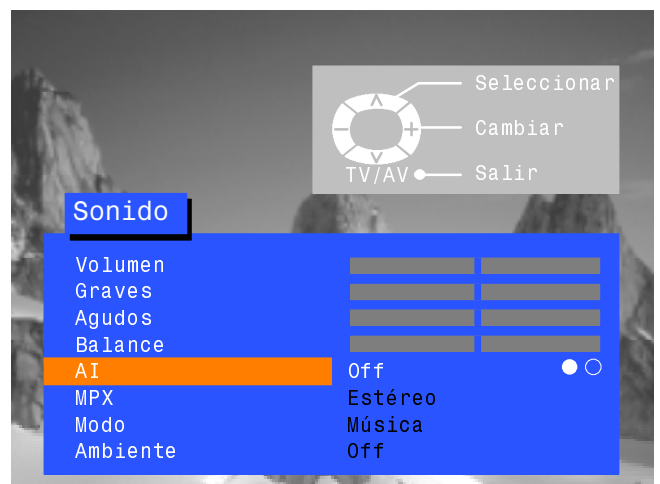 Seleccionar
Cambiar
TV/AV Salir
Sonido
Volumen
Graves
Agudos
Balance
AI Off
MPX Estéreo
Modo Música
Ambiente Off